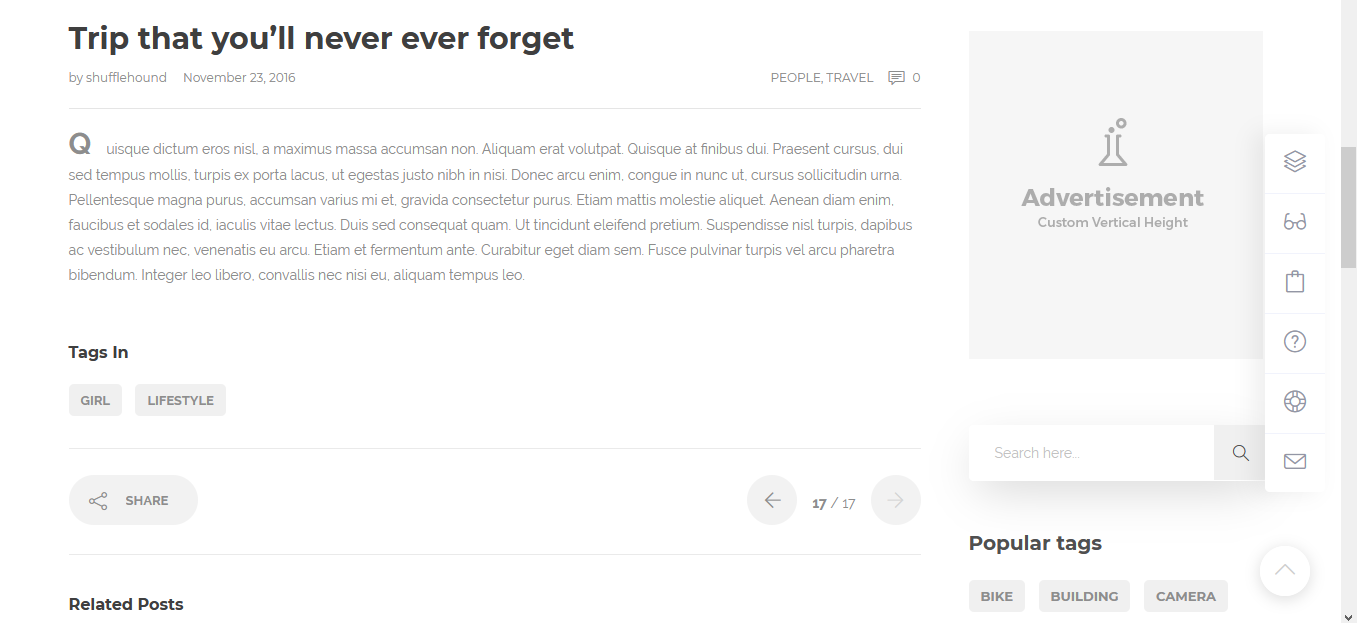 Trip that you’ll never ever forget
by shufflehound November 23, 2016 PEOPLE, TRAVEL 0
Quisque dictum eros nisl, a maximus massa accumsan non. Aliquam erat volutpat. Quisque at finibus dui. Praesent cursus, dui
sed tempus mollis, turpis ex porta lacus, ut egestas justo nibh in nisi. Donec arcu enim, congue in nunc ut, cursus sollicitudin urna.
Pellentesque magna purus, accumsan varius mi et, gravida consectetur purus. Etiam mattis molestie aliquet. Aenean diam enim,
faucibus et sodales id, iaculis vitae lectus. Duis sed consequat quam. Ut tincidunt eleifend pretium. Suspendisse nisl turpis, dapibus
ac vestibulum nec, venenatis eu arcu. Etiam et fermentum ante. Curabitur eget diam sem. Fusce pulvinar turpis vel arcu pharetra
bibendum. Integer leo libero, convallis nec nisi eu, aliquam tempus leo.
Tags In
GIRL LIFESTYLE
SHARE
17 / 17
Related Posts
Advertisement
Custom Vertical Height
Search here...
Popular tags
BIKE BUILDING CAMERA